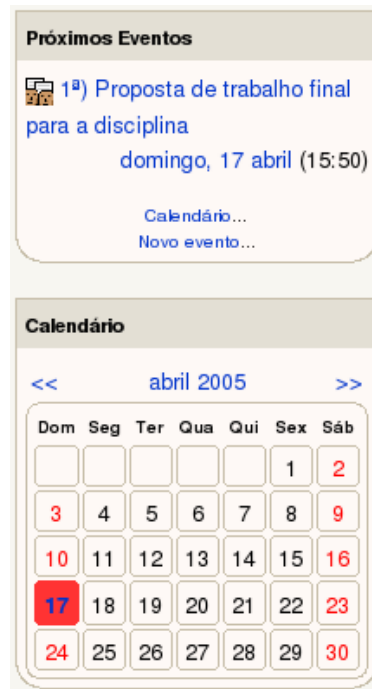 Próximos Eventos
1ª) Proposta de trabalho final
para a disciplina
domingo, 17 abril (15:50)
Calendário...
Novo evento...
Calendário
<< abril 2005 >>
Dom Seg Ter Qua Qui Sex Sáb
1 2
3 4 5 6 7 8 9
10 11 12 13 14 15 16
17 18 19 20 21 22 23
24 25 26 27 28 29 30